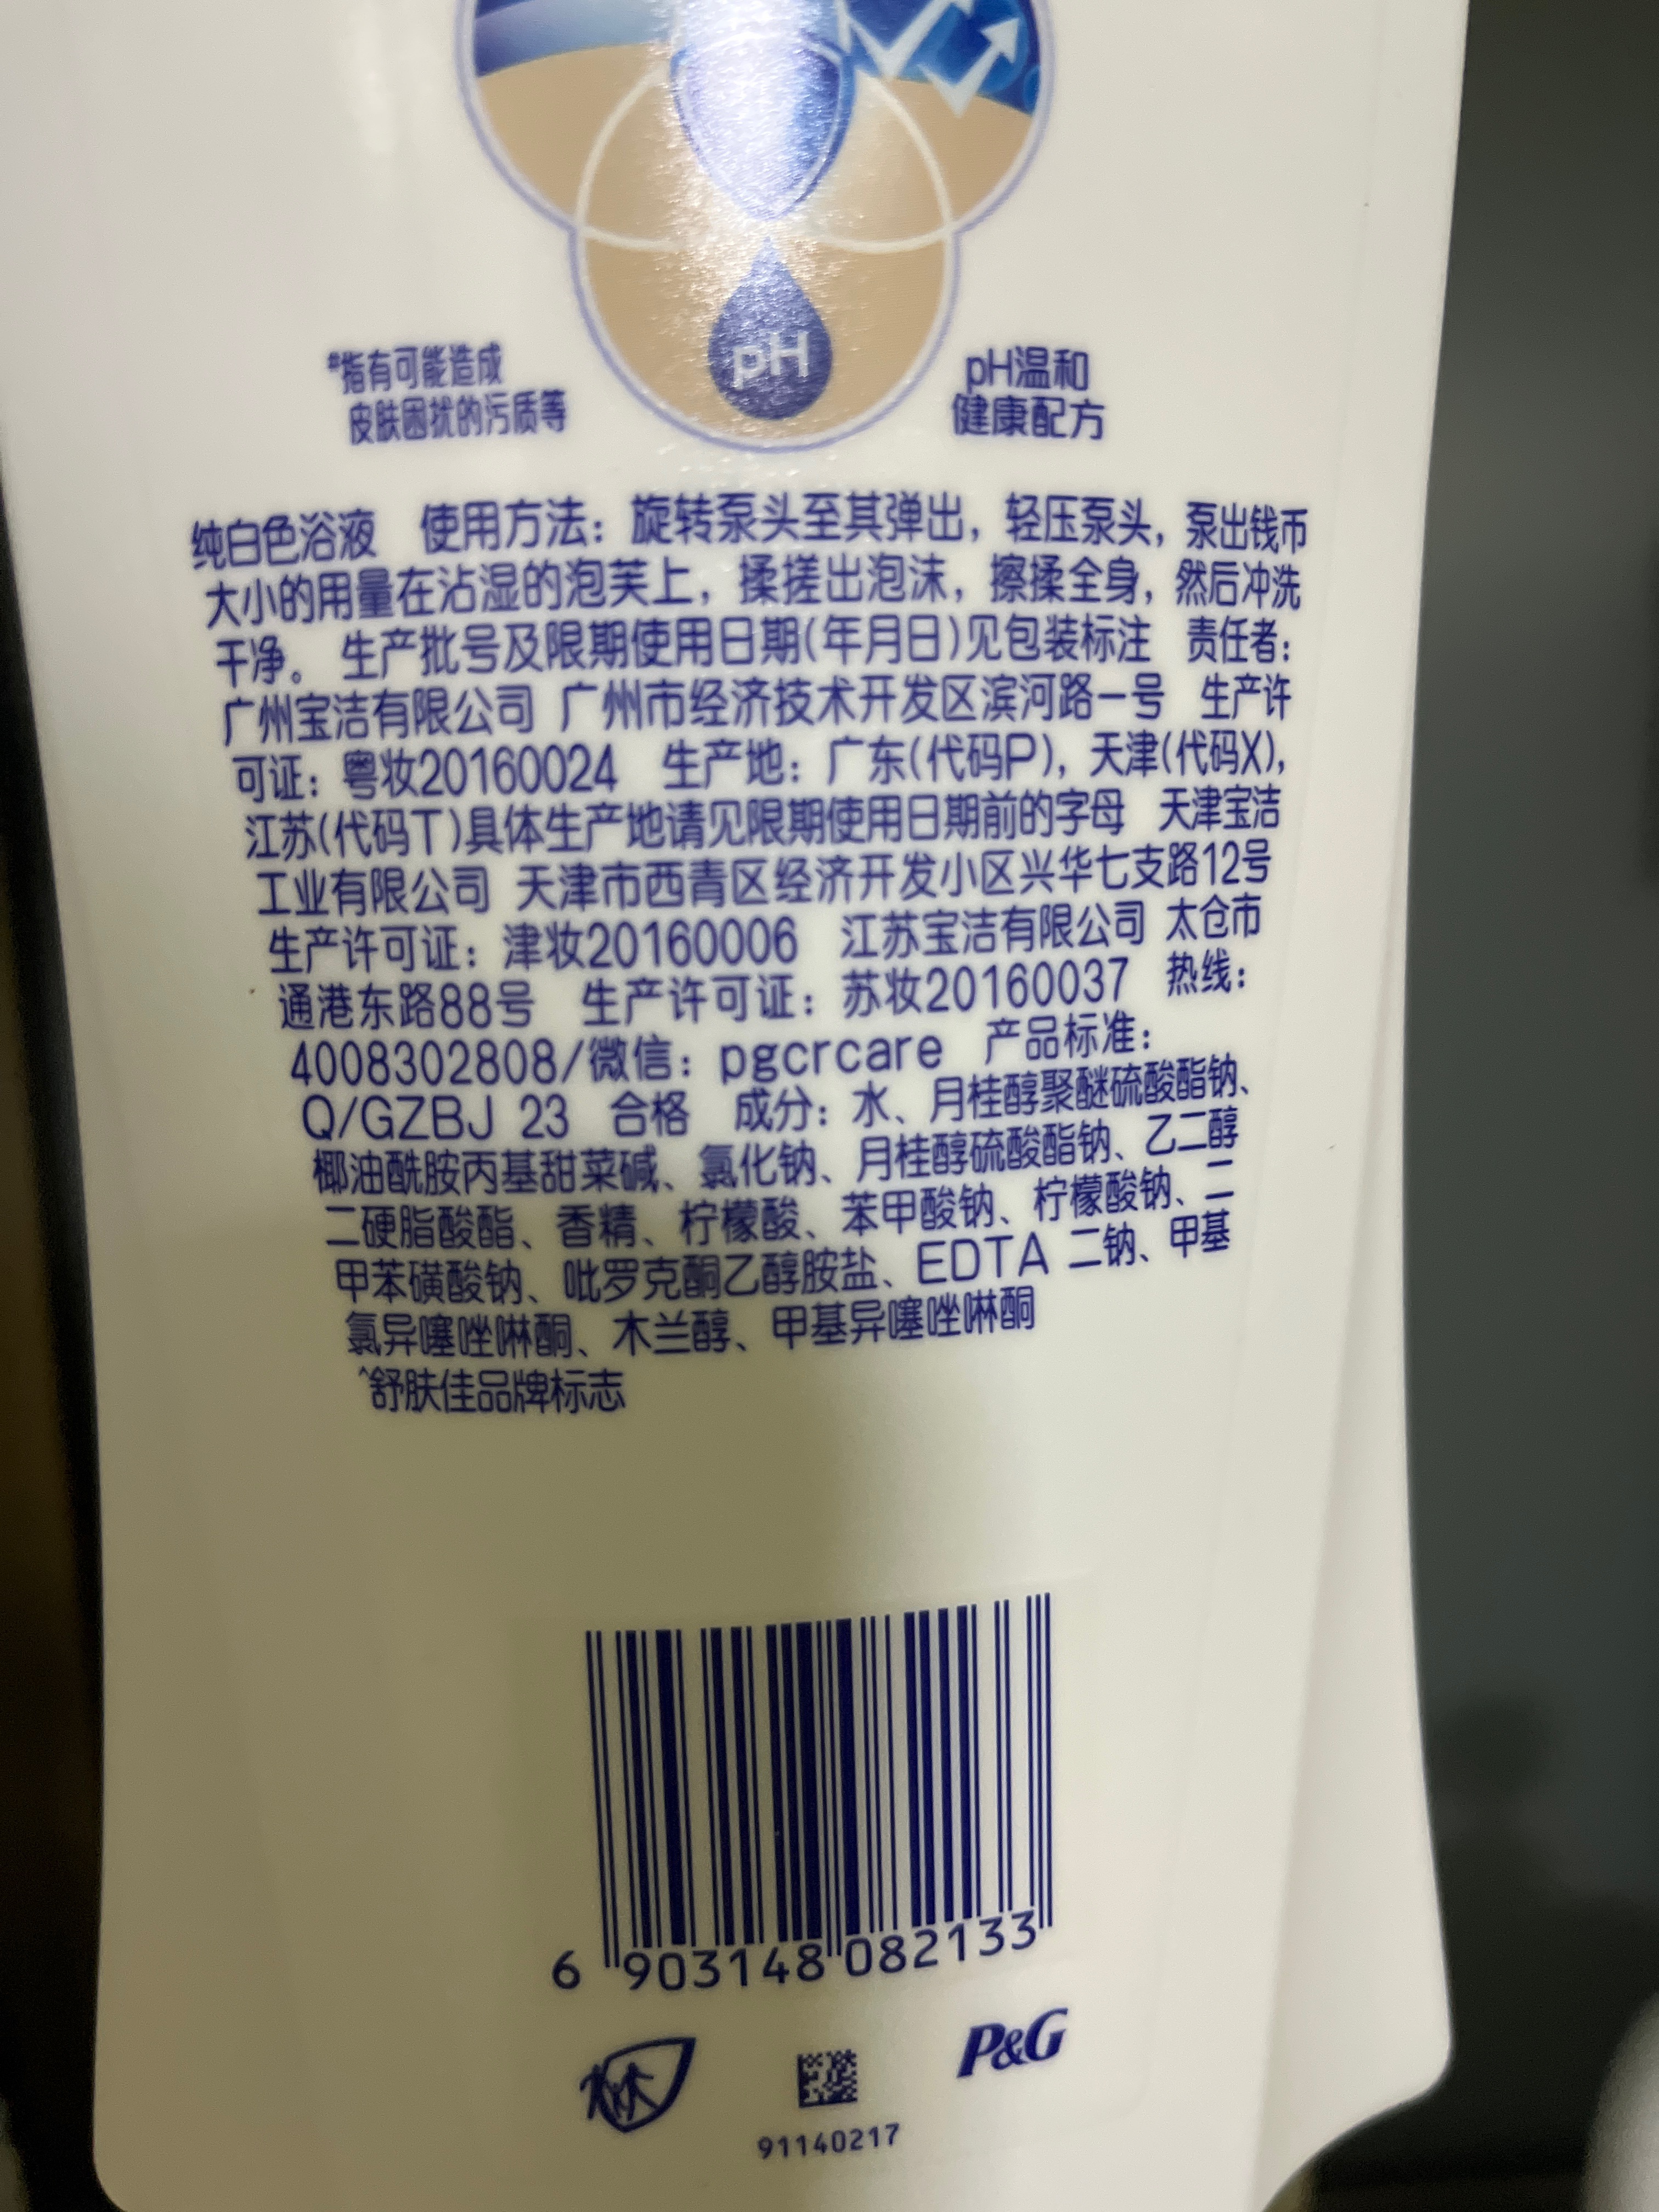 pH
#指有可能造成
皮肤困扰的污质等
pH温和
健康配方
纯白色浴液 使用方法：旋转泵头至其弹出，轻压泵头，泵出钱币
大小的用量在沾湿的泡芙上，揉搓出泡沫，擦揉全身，然后冲洗
干净。 生产批号及限期使用日期(年月日)见包装标注 责任者：
广州宝洁有限公司 广州市经济技术开发区滨河路一号 生产许
可证：粤妆20160024 生产地：广东(代码P)，天津(代码X)，
江苏(代码T)具体生产地请见限期使用日期前的字母 天津宝洁
工业有限公司 天津市西青区经济开发小区兴华七支路12号
生产许可证：津妆20160006 江苏宝洁有限公司 太仓市
通港东路88号 生产许可证：苏妆20160037 热线：
4008302808/微信：pgcrcare 产品标准：
Q/GZBJ 23 合格 成分：水、月桂醇聚醚硫酸酯钠、
椰油酰胺丙基甜菜碱、氯化钠、月桂醇硫酸酯钠、乙二醇
二硬脂酸酯、香精、柠檬酸、苯甲酸钠、柠檬酸钠、二
甲苯磺酸钠、吡罗克酮乙醇胺盐、EDTA 二钠、甲基
氯异噻唑啉酮、木兰醇、甲基异噻唑啉酮
^舒肤佳品牌标志
6 903148 082133
P&G
91140217